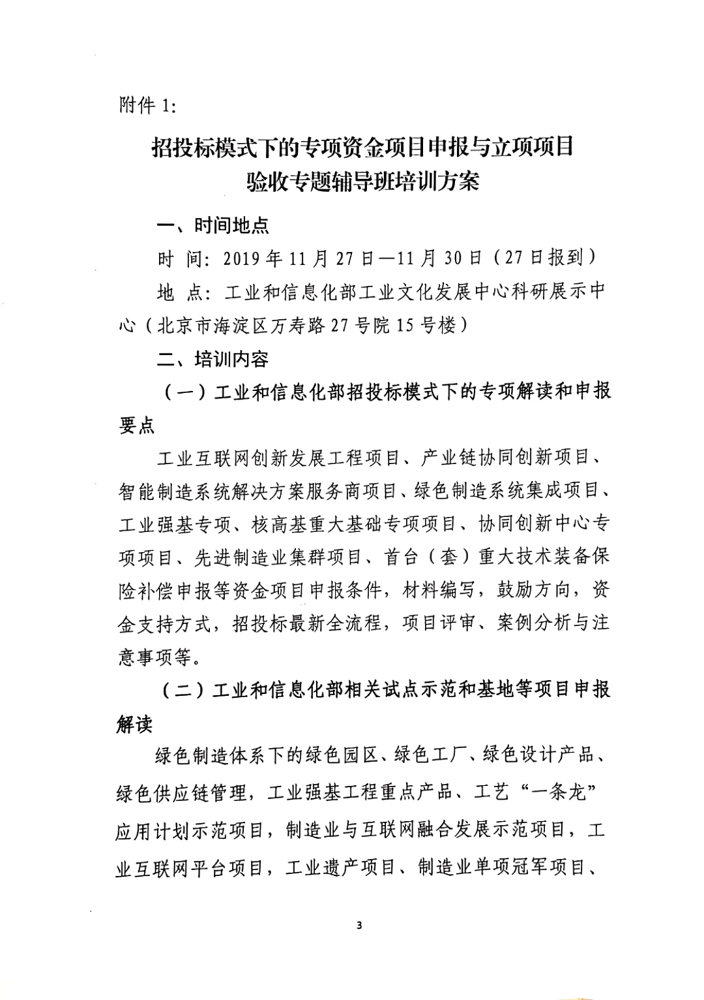 附件 1:
招投标模式下的专项资金项目申报与立项项目
验收专题辅导班培训方案
一、时间地点
时 间：2019 年 11 月 27 日—11 月 30 日（27 日报到）
地 点：工业和信息化部工业文化发展中心科研展示中
心（北京市海淀区万寿路 27 号院 15 号楼）
二、培训内容
（一）工业和信息化部招投标模式下的专项解读和申报
要点
工业互联网创新发展工程项目、产业链协同创新项目、
智能制造系统解决方案服务商项目、绿色制造系统集成项目、
工业强基专项、核高基重大基础专项项目、协同创新中心专
项项目、先进制造业集群项目、首台（套）重大技术装备保
险补偿申报等资金项目申报条件，材料编写，鼓励方向，资
金支持方式，招投标最新全流程，项目评审、案例分析与注
意事项等。
（二）工业和信息化部相关试点示范和基地等项目申报
解读
绿色制造体系下的绿色园区、绿色工厂、绿色设计产品、
绿色供应链管理，工业强基工程重点产品、工艺“一条龙”
应用计划示范项目，制造业与互联网融合发展示范项目，工
业互联网平台项目，工业遗产项目、制造业单项冠军项目、
3